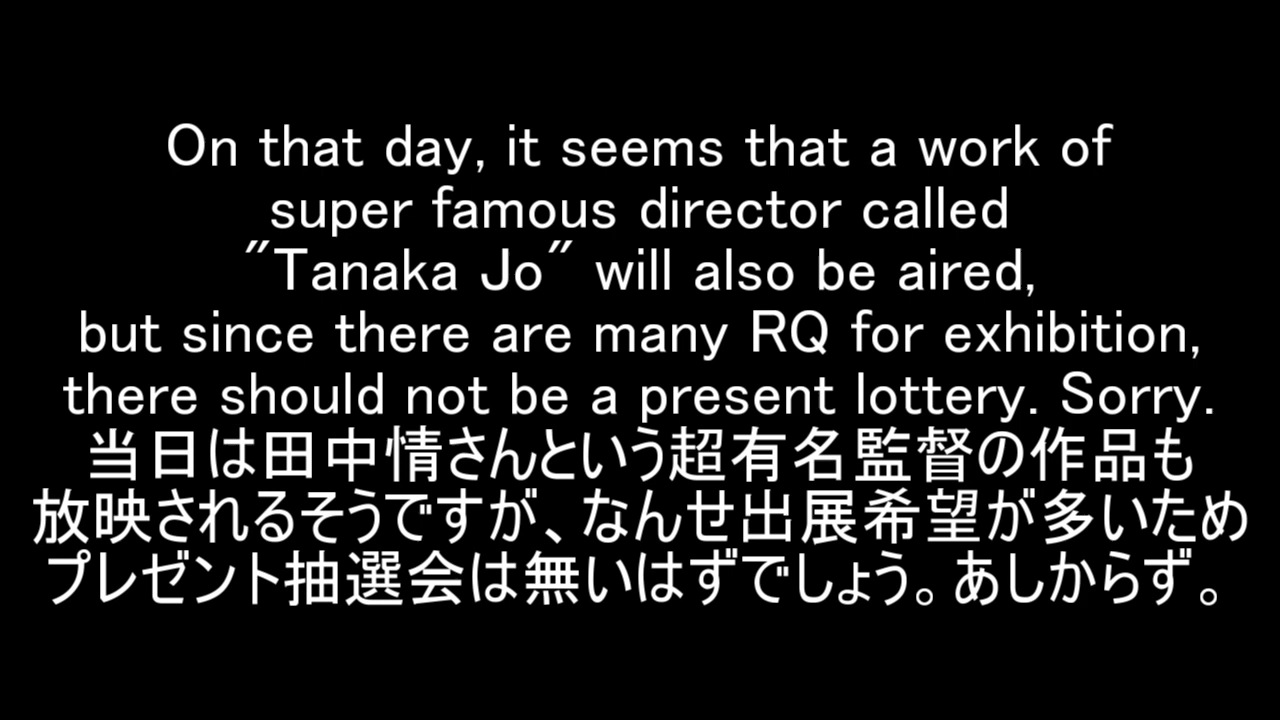 On that day, it seems that a work of
super famous director called
"Tanaka Jo" will also be aired,
but since there are many RQ for exhibition,
there should not be a present lottery. Sorry.
当日は田中情さんという超有名監督の作品も
放映されるそうですが、なんせ出展希望が多いため
プレゼント抽選会は無いはずでしょう。あしからず。